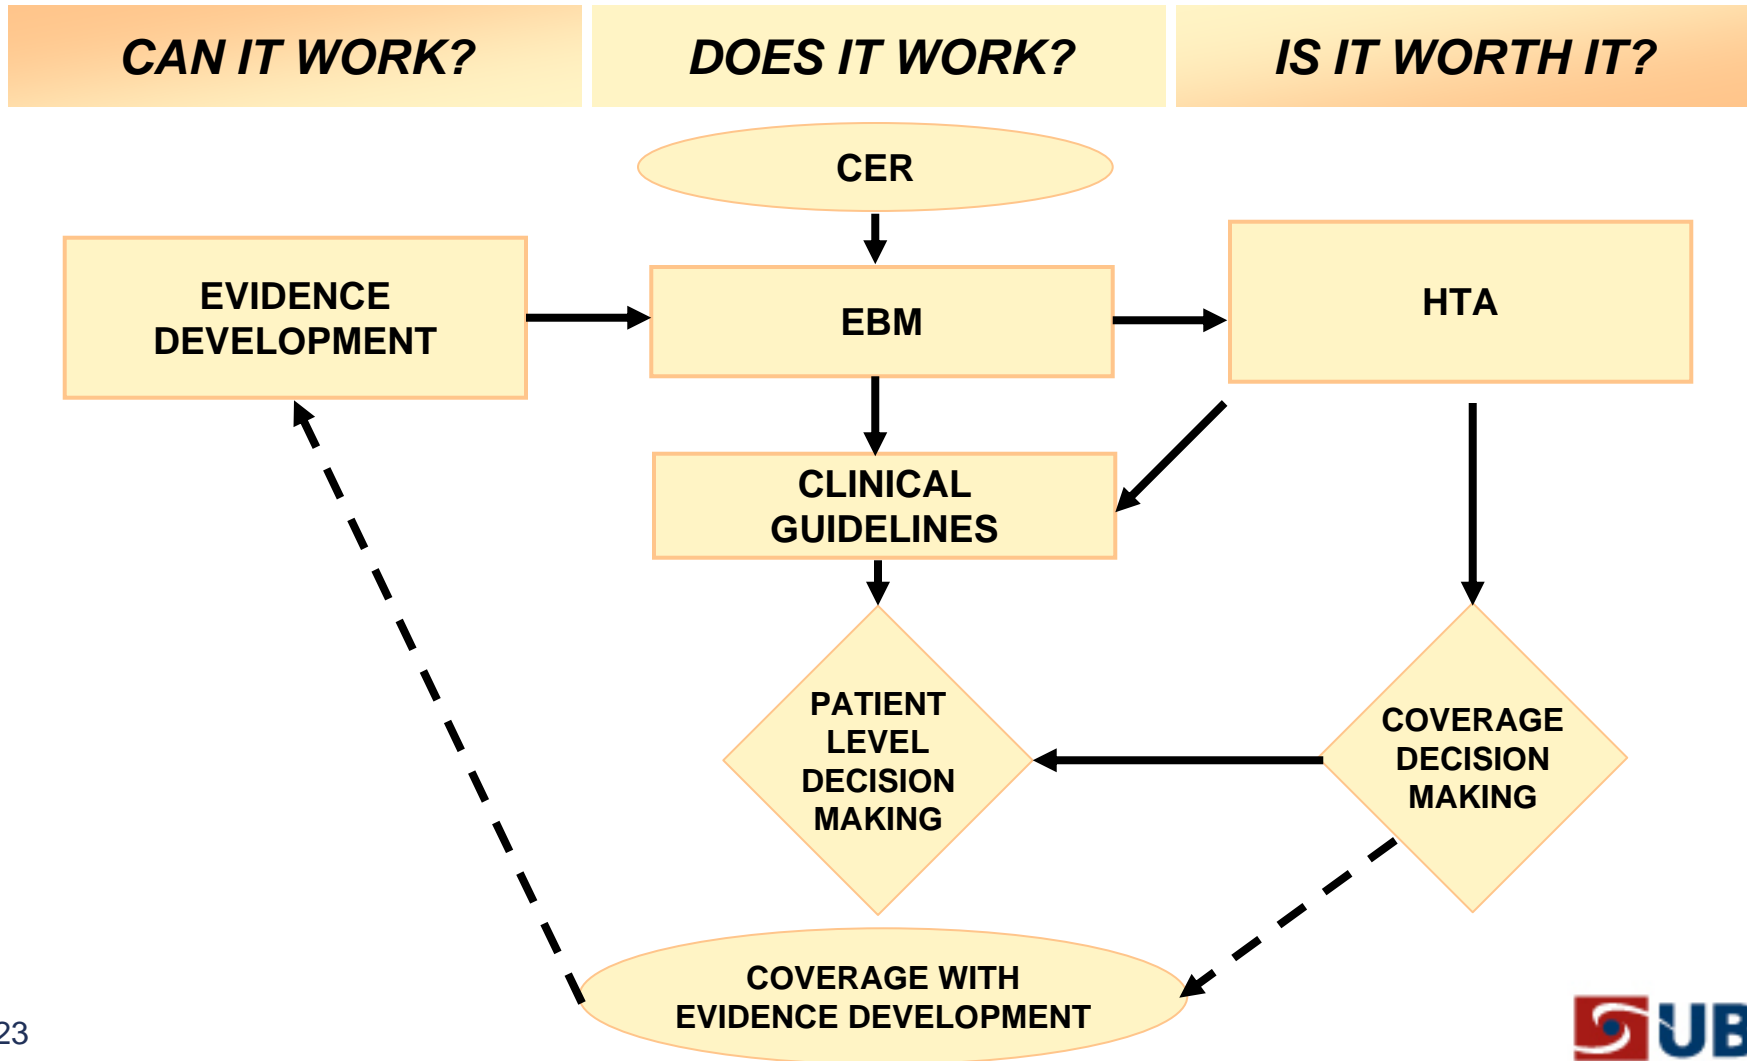 CAN IT WORK?
DOES IT WORK?
IS IT WORTH IT?
CER
EVIDENCE
DEVELOPMENT
EBM
HTA
CLINICAL
GUIDELINES
PATIENT
LEVEL
DECISION
MAKING
COVERAGE
DECISION
MAKING
COVERAGE WITH
EVIDENCE DEVELOPMENT
23
UB